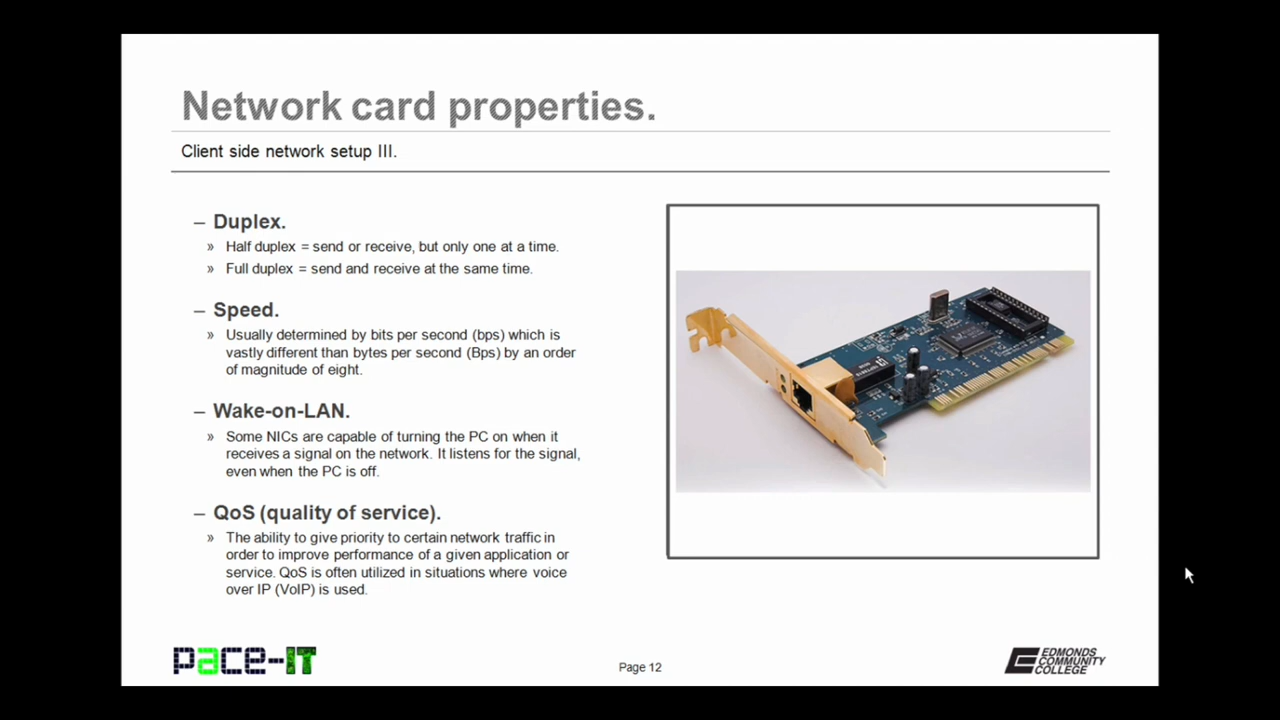 Network card properties.
Client side network setup III.
– Duplex.
» Half duplex = send or receive, but only one at a time.
» Full duplex = send and receive at the same time.
– Speed.
» Usually determined by bits per second (bps) which is
vastly different than bytes per second (Bps) by an order
of magnitude of eight.
– Wake-on-LAN.
» Some NICs are capable of turning the PC on when it
receives a signal on the network. It listens for the signal,
even when the PC is off.
– QoS (quality of service).
» The ability to give priority to certain network traffic in
order to improve performance of a given application or
service. QoS is often utilized in situations where voice
over IP (VoIP) is used.
pace-IT
Page 12
EDMONDS
COMMUNITY
COLLEGE